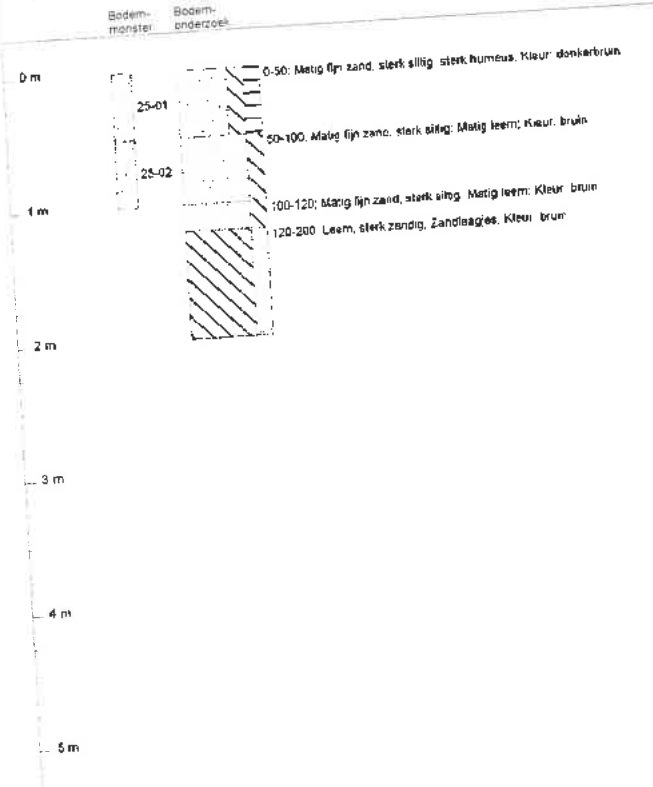 Bodem-
monster
Bodem-
onderzoek
0 m
0-50: Matig fijn zand, sterk siltig, sterk humeus, Kleur: donkerbruin
25-01
50-100: Matig fijn zand, sterk siltig; Matig leem; Kleur: bruin
25-02
100-120; Matig fijn zand, sterk siltig, Matig leem; Kleur: bruin
1 m
120-200: Leem, sterk zandig, Zandlaagjes, Kleur: bruin
2 m
3 m
4 m
5 m